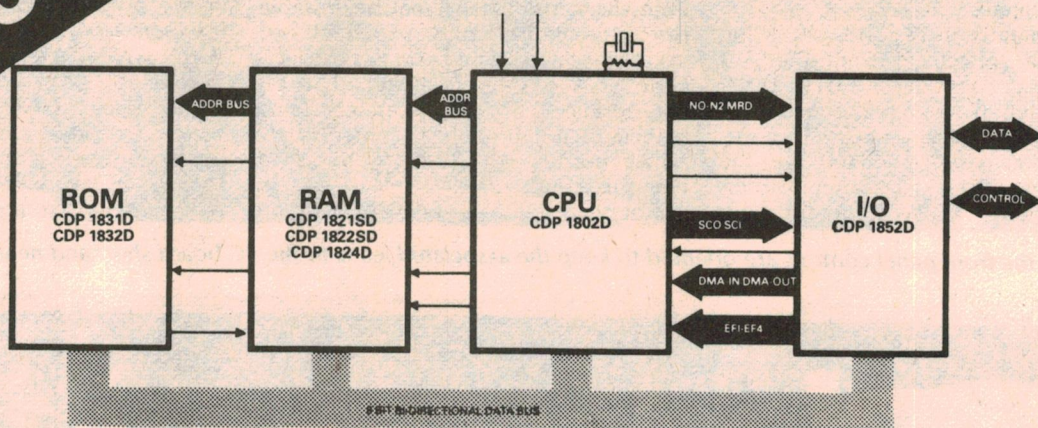 ADDR BUS
ADDR
BUS
NO-N2 MRD
DATA
ROM
CDP 1831D
CDP 1832D
RAM
CDP 1821SD
CDP 1822SD
CDP 1824D
CPU
CDP 1802D
I/O
CDP 1852D
CONTROL
SCO SCI
DMA-IN DMA-OUT
EFI-EF4
8 BIT BI-DIRECTIONAL DATA BUS